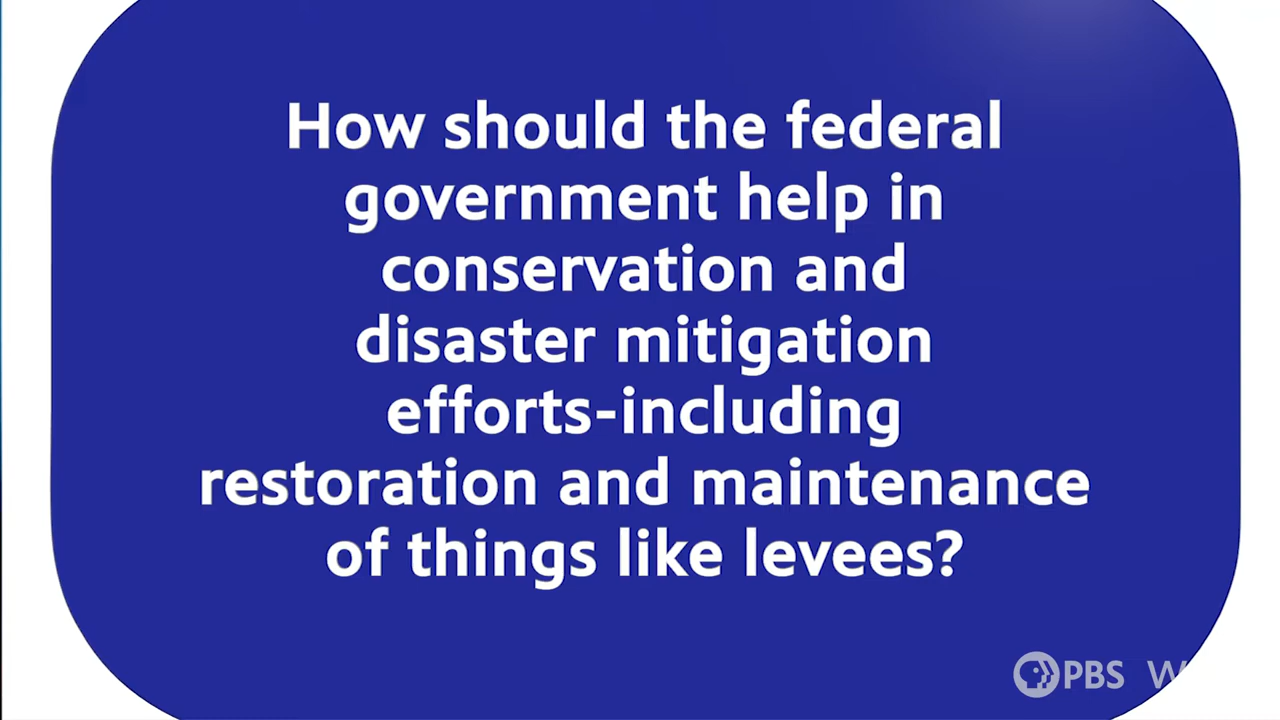 How should the federal
government help in
conservation and
disaster mitigation
efforts-including
restoration and maintenance
of things like levees?
PBS W